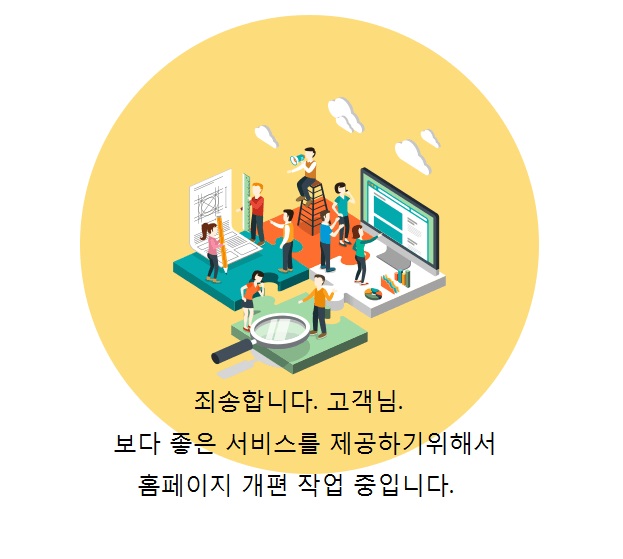 죄송합니다. 고객님.
보다 좋은 서비스를 제공하기위해서
홈페이지 개편 작업 중입니다.